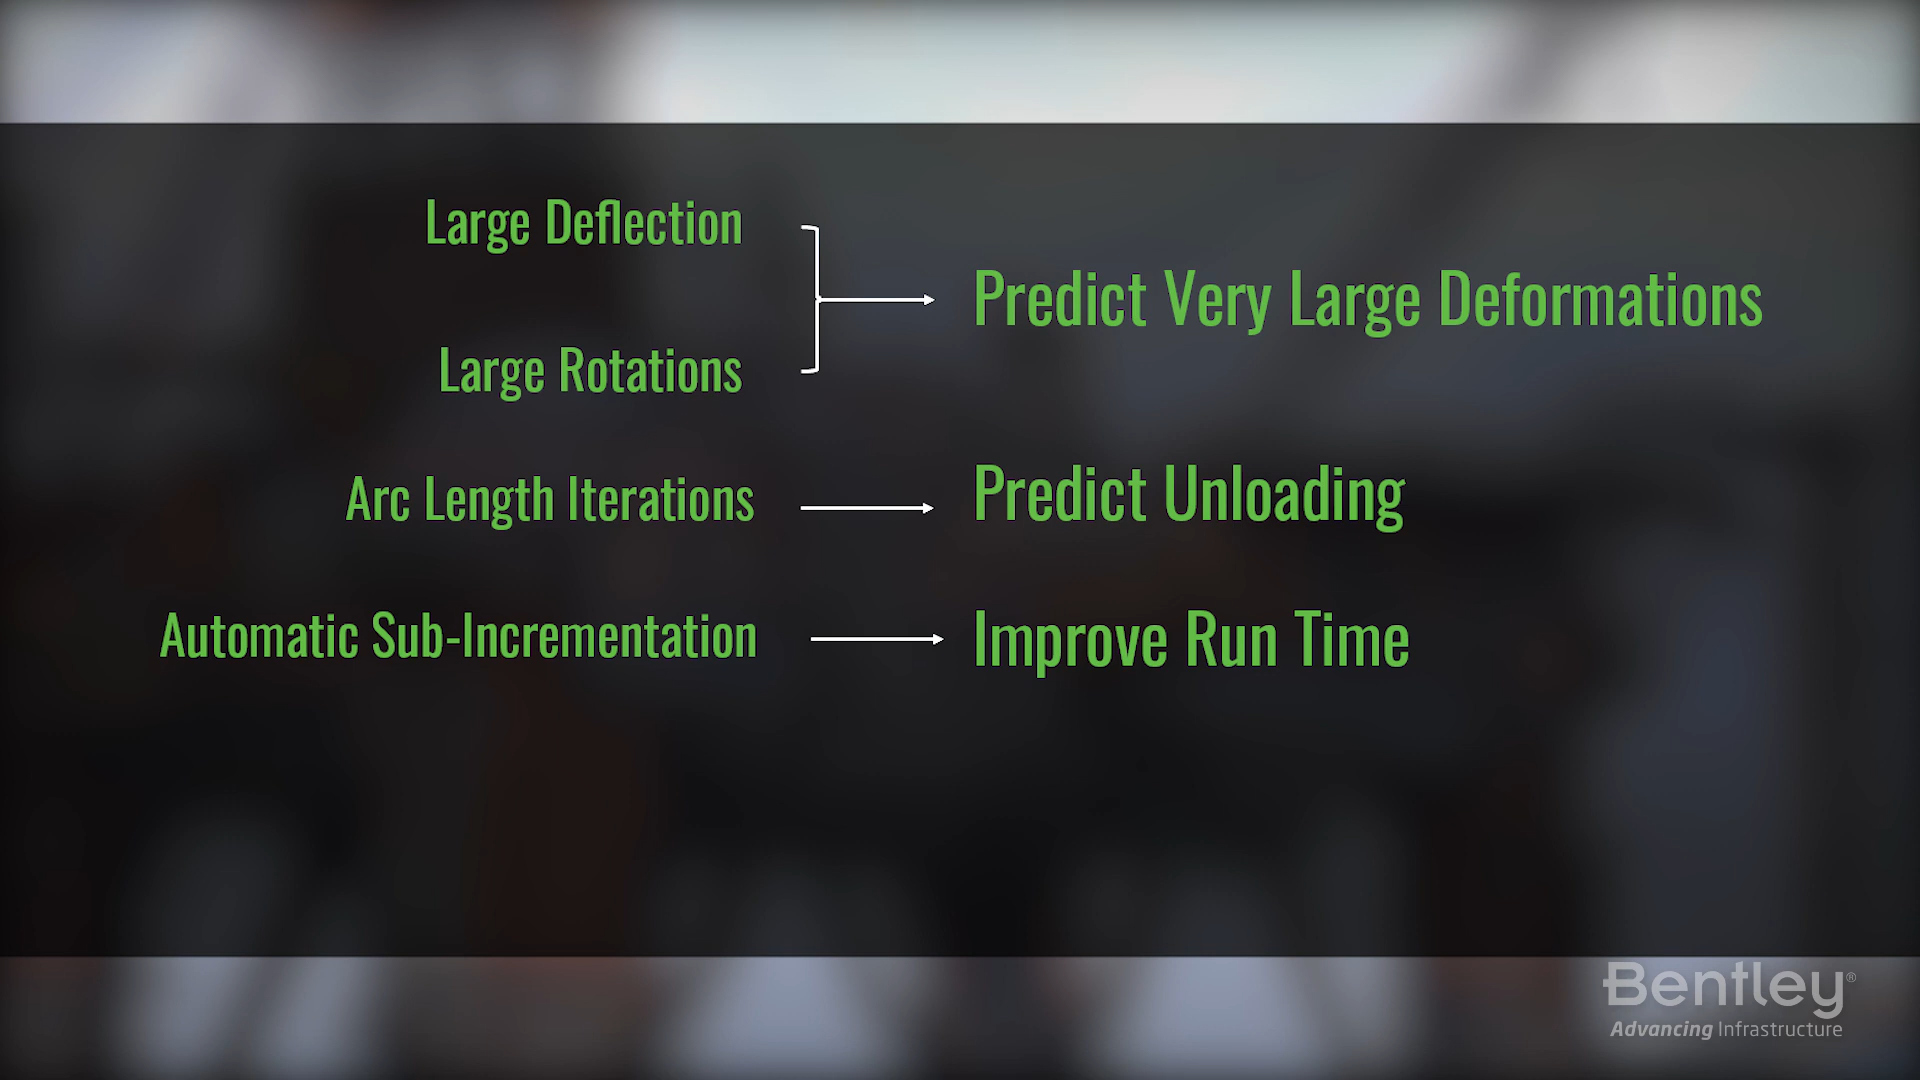 Large Deflection
Large Rotations
Predict Very Large Deformations
Arc Length Iterations
Predict Unloading
Automatic Sub-Incrementation
Improve Run Time
Bentley®
Advancing Infrastructure